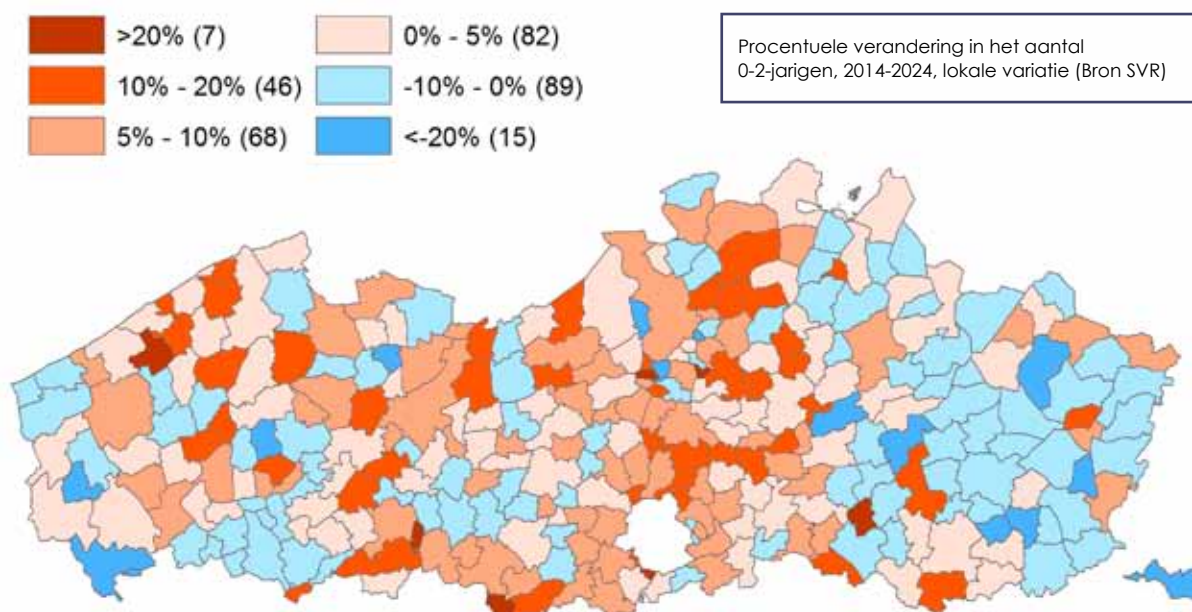 >20% (7)
10% - 20% (46)
5% - 10% (68)
0% - 5% (82)
-10% - 0% (89)
<-20% (15)
Procentuele verandering in het aantal
0-2-jarigen, 2014-2024, lokale variatie (Bron SVR)